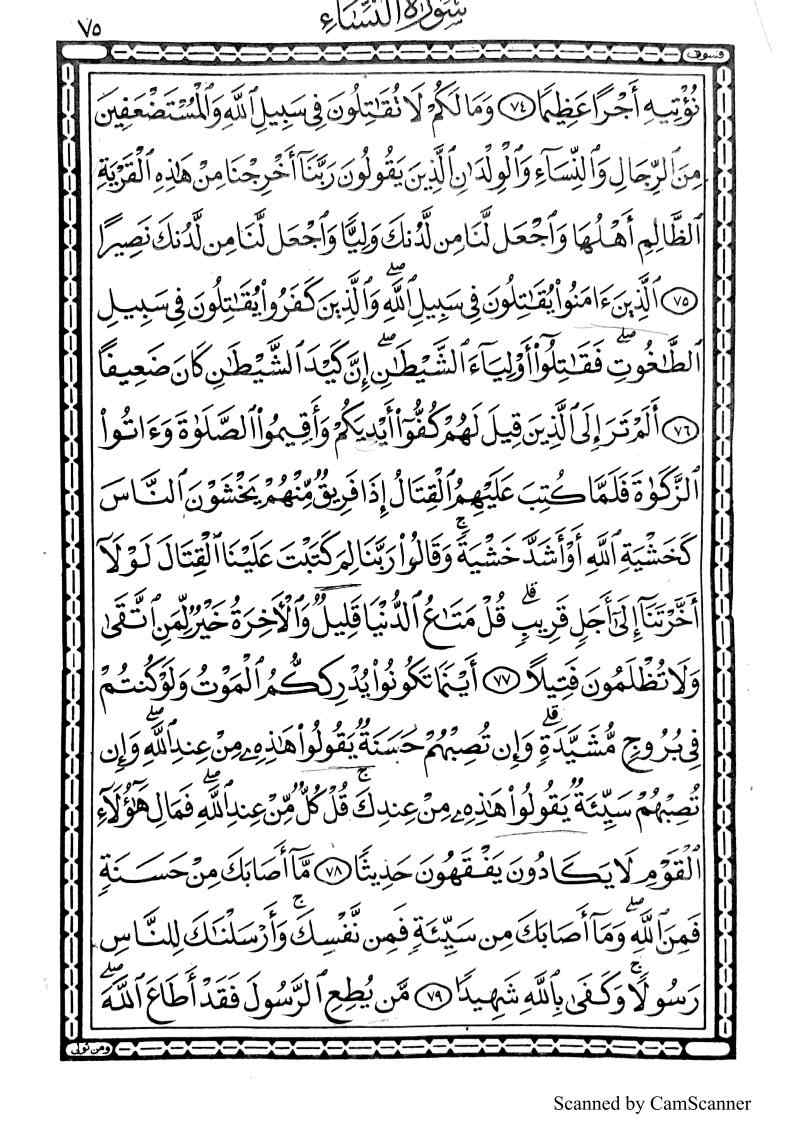 سُورَةُ النِّسَاءِ
٧٥
فسوف
نُؤْتِيهِ أَجْرًا عَظِيمًا ٧٤ وَمَا لَكُمْ لَا تُقَٰتِلُونَ فِي سَبِيلِ ٱللَّهِ وَٱلْمُسْتَضْعَفِينَ
مِنَ ٱلرِّجَالِ وَٱلنِّسَآءِ وَٱلْوِلْدَٰنِ ٱلَّذِينَ يَقُولُونَ رَبَّنَآ أَخْرِجْنَا مِنْ هَٰذِهِ ٱلْقَرْيَةِ
ٱلظَّالِمِ أَهْلُهَا وَٱجْعَل لَّنَا مِن لَّدُنكَ وَلِيًّا وَٱجْعَل لَّنَا مِن لَّدُنكَ نَصِيرًا
٧٥ ٱلَّذِينَ ءَامَنُوا۟ يُقَٰتِلُونَ فِي سَبِيلِ ٱللَّهِۖ وَٱلَّذِينَ كَفَرُوا۟ يُقَٰتِلُونَ فِي سَبِيلِ
ٱلطَّٰغُوتِۖ فَقَٰتِلُوٓا۟ أَوْلِيَآءَ ٱلشَّيْطَٰنِۖ إِنَّ كَيْدَ ٱلشَّيْطَٰنِ كَانَ ضَعِيفًا
٧٦ أَلَمْ تَرَ إِلَى ٱلَّذِينَ قِيلَ لَهُمْ كُفُّوٓا۟ أَيْدِيَكُمْ وَأَقِيمُوا۟ ٱلصَّلَوٰةَ وَءَاتُوا۟
ٱلزَّكَوٰةَ فَلَمَّا كُتِبَ عَلَيْهِمُ ٱلْقِتَالُ إِذَا فَرِيقٌ مِّنْهُمْ يَخْشَوْنَ ٱلنَّاسَ
كَخَشْيَةِ ٱللَّهِ أَوْ أَشَدَّ خَشْيَةًۚ وَقَالُوا۟ رَبَّنَا لِمَ كَتَبْتَ عَلَيْنَا ٱلْقِتَالَ لَوْلَآ
أَخَّرْتَنَآ إِلَىٰٓ أَجَلٍ قَرِيبٍۗ قُلْ مَتَٰعُ ٱلدُّنْيَا قَلِيلٌ وَٱلْآخِرَةُ خَيْرٌ لِّمَنِ ٱتَّقَىٰ
وَلَا تُظْلَمُونَ فَتِيلًا ٧٧ أَيْنَمَا تَكُونُوا۟ يُدْرِككُّمُ ٱلْمَوْتُ وَلَوْ كُنتُمْ
فِي بُرُوجٍ مُّشَيَّدَةٍۗ وَإِن تُصِبْهُمْ حَسَنَةٌ يَقُولُوا۟ هَٰذِهِۦ مِنْ عِندِ ٱللَّهِۖ وَإِن
تُصِبْهُمْ سَيِّئَةٌ يَقُولُوا۟ هَٰذِهِۦ مِنْ عِندِكَۚ قُلْ كُلٌّ مِّنْ عِندِ ٱللَّهِۖ فَمَالِ هَٰٓؤُلَآءِ
ٱلْقَوْمِ لَا يَكَادُونَ يَفْقَهُونَ حَدِيثًا ٧٨ مَّآ أَصَابَكَ مِنْ حَسَنَةٍ
فَمِنَ ٱللَّهِۖ وَمَآ أَصَابَكَ مِن سَيِّئَةٍ فَمِن نَّفْسِكَۚ وَأَرْسَلْنَٰكَ لِلنَّاسِ
رَسُولًاۚ وَكَفَىٰ بِٱللَّهِ شَهِيدًا ٧٩ مَّن يُطِعِ ٱلرَّسُولَ فَقَدْ أَطَاعَ ٱللَّهَۖ
ومن تولى
Scanned by CamScanner